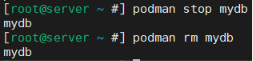 [root@server ~ #] podman stop mydb
mydb
[root@server ~ #] podman rm mydb
mydb